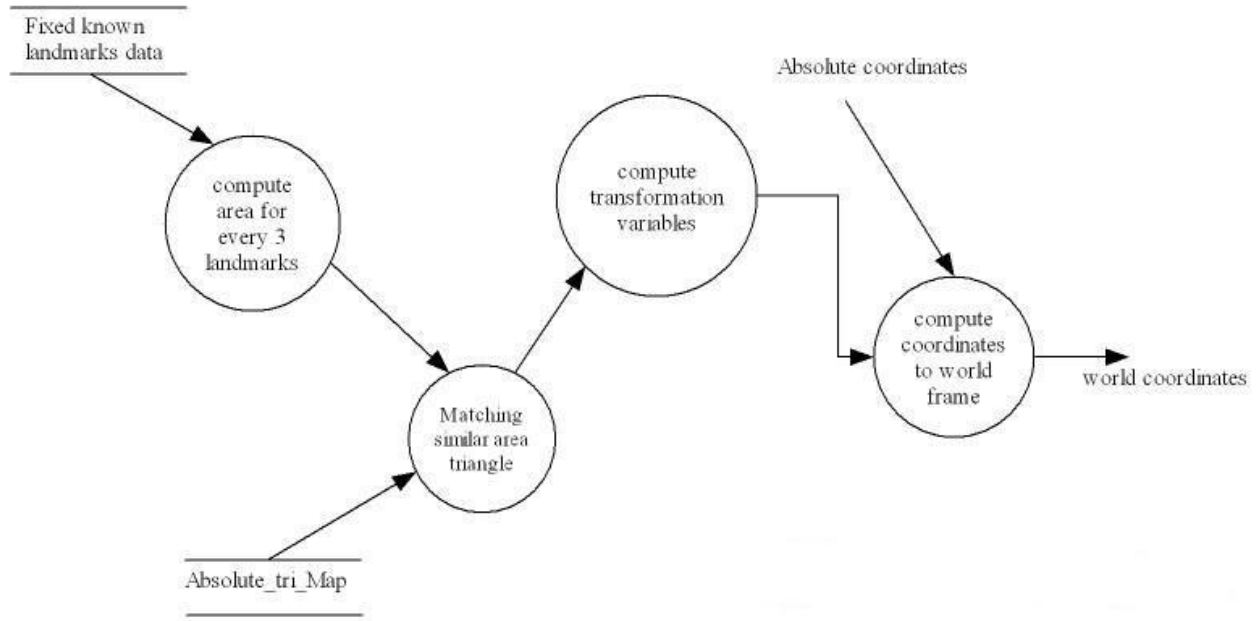 Fixed known
landmarks data
compute
area for
every 3
landmarks
Matching
similar area
triangle
Absolute_tri_Map
compute
transformation
variables
Absolute coordinates
compute
coordinates
to world
frame
world coordinates